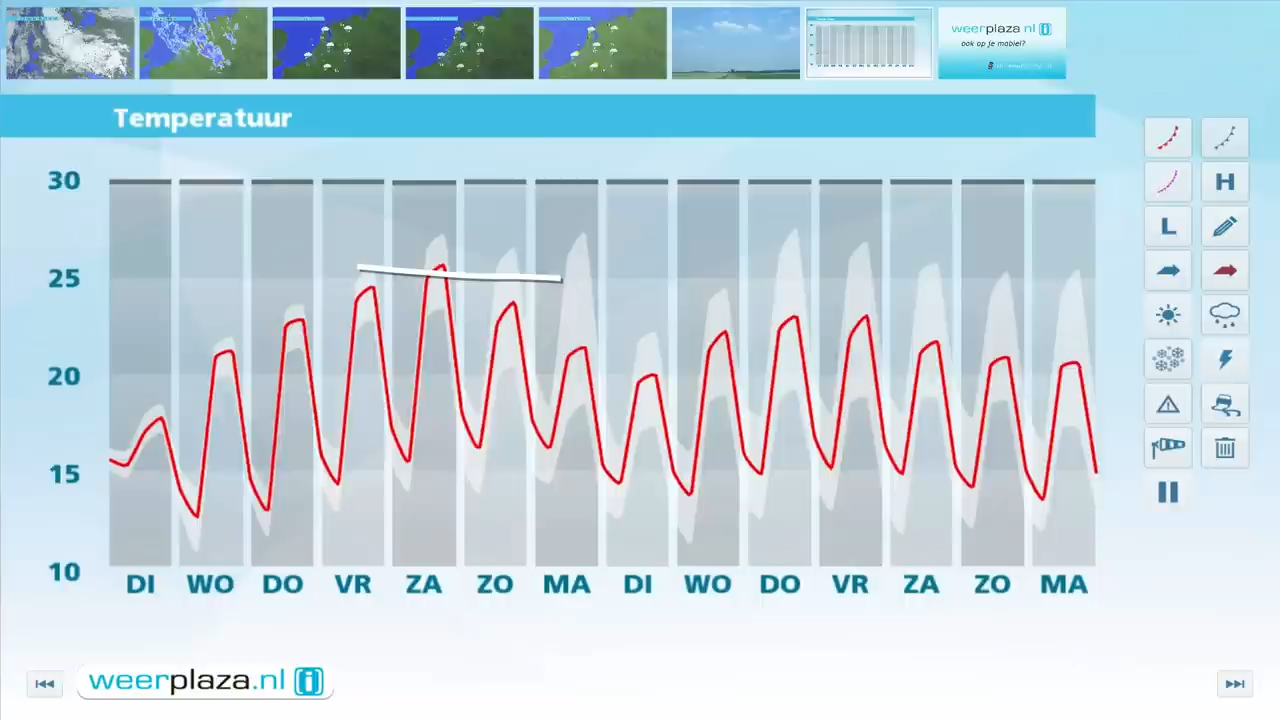 weerplaza.nl i
ook op je mobiel?
Temperatuur
30
25
20
15
10
H
L
DI WO DO VR ZA ZO MA DI WO DO VR ZA ZO MA
weerplaza.nl i